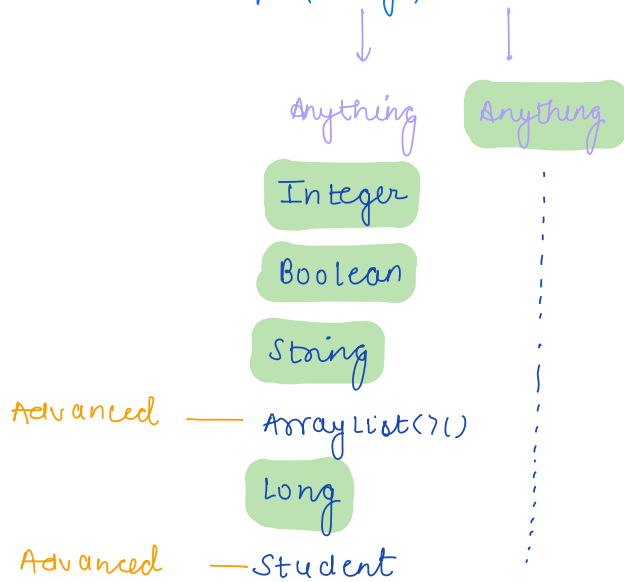 Anything Anything
Integer
Boolean
String
Advanced — ArrayList<>()
Long
Advanced — Student